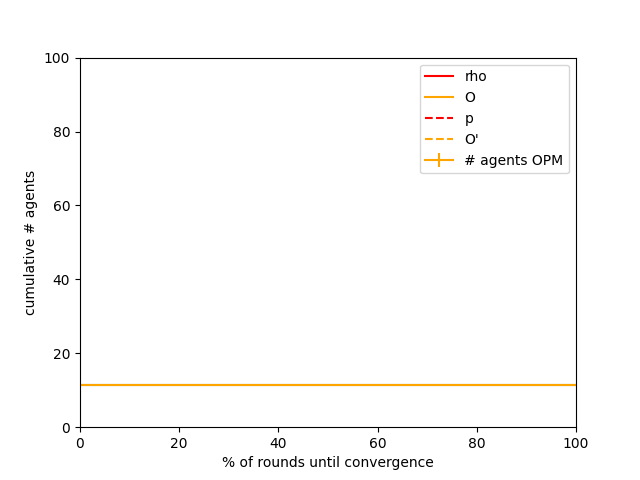 100
80
60
40
20
0
cumulative # agents
rho
O
p
O'
# agents OPM
0 20 40 60 80 100
% of rounds until convergence